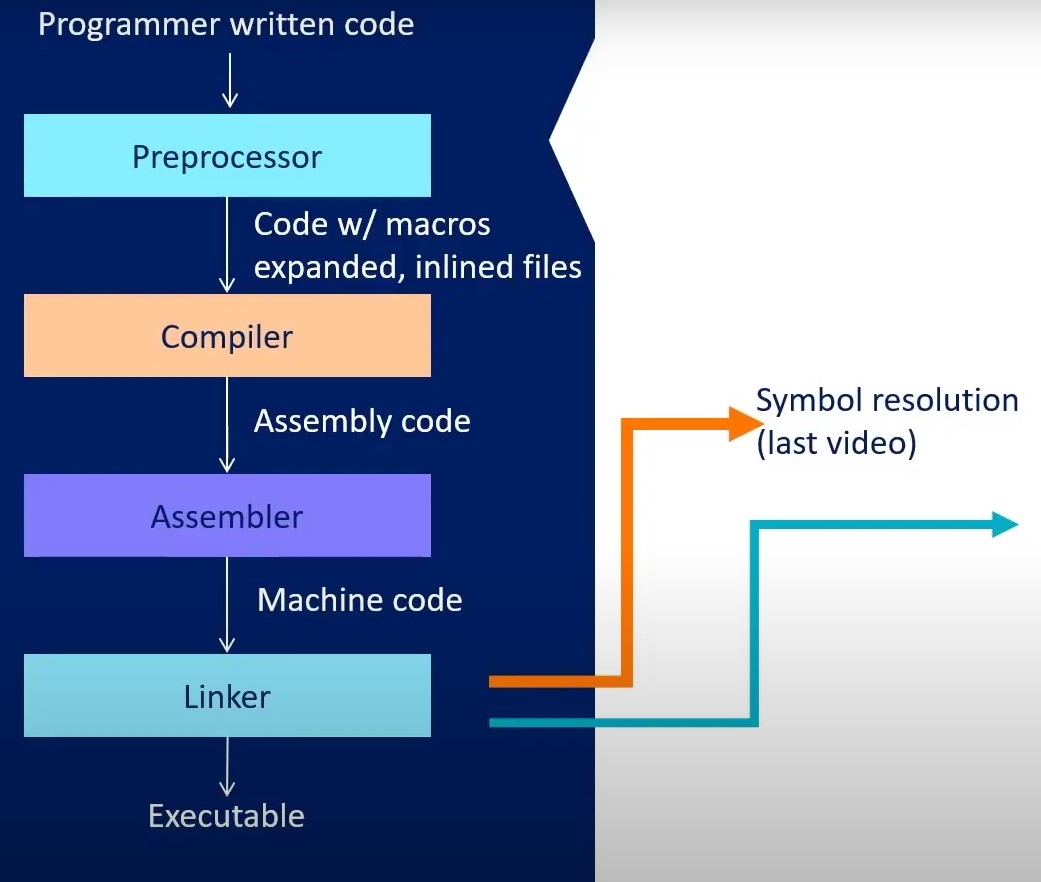 Programmer written code
Preprocessor
Code w/ macros
expanded, inlined files
Compiler
Assembly code
Symbol resolution
(last video)
Assembler
Machine code
Linker
Executable